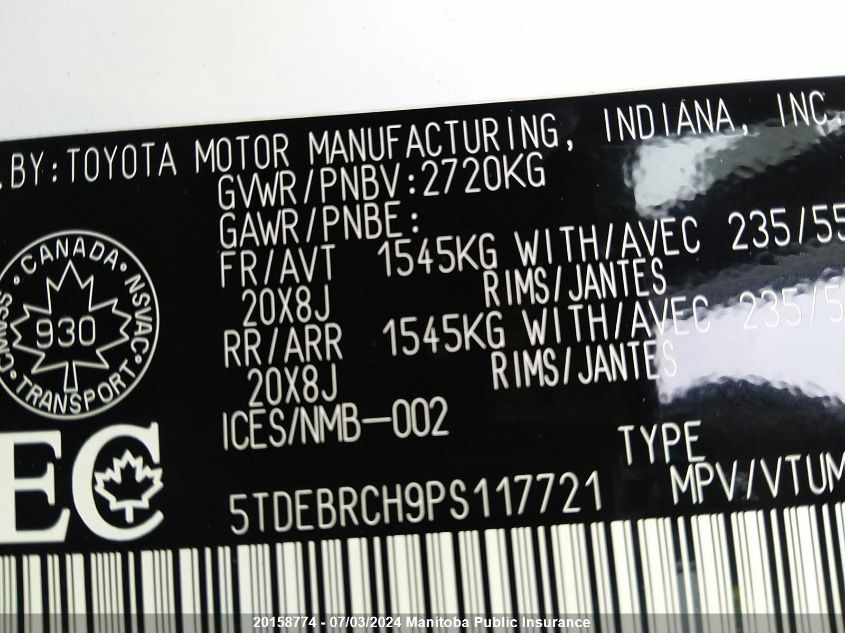 .BY:TOYOTA MOTOR MANUFACTURING, INDIANA, INC.
GVWR/PNBV:2720KG
GAWR/PNBE:
FR/AVT 1545KG WITH/AVEC 235/55
20X8J RIMS/JANTES
RR/ARR 1545KG WITH/AVEC 235/5
20X8J RIMS/JANTES
ICES/NMB-002
CANADA
CMVSS NSVAC
930
TRANSPORT
EC
TYPE
5TDEBRCH9PS117721 MPV/VTUM
20158774 - 07/03/2024 Manitoba Public Insurance